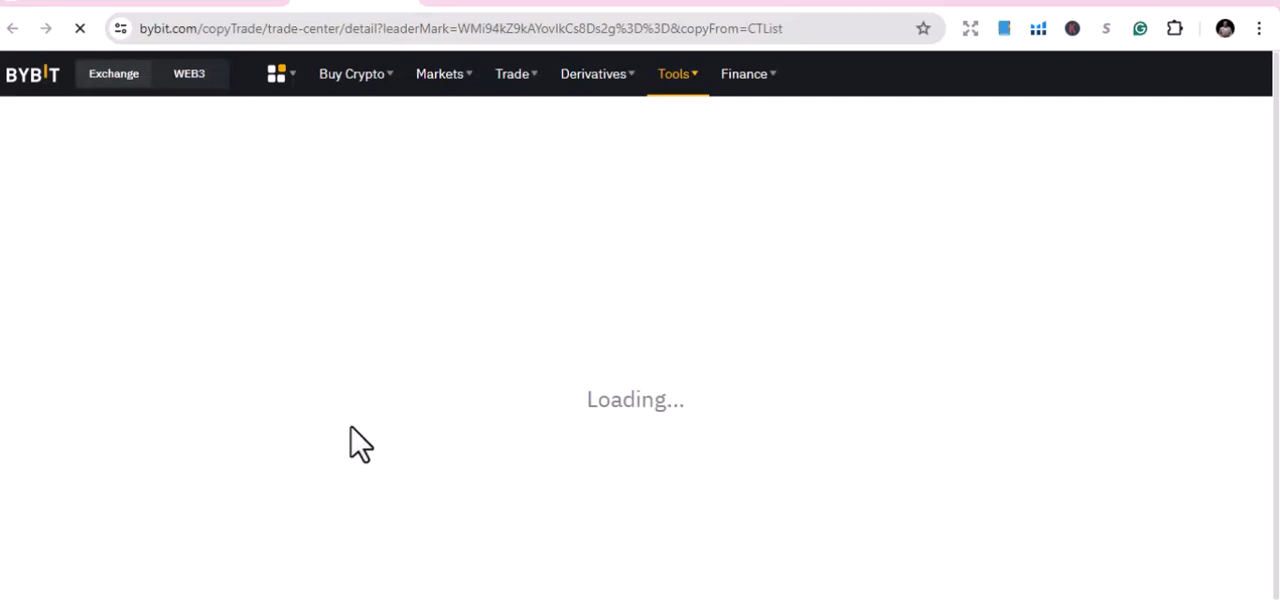 bybit.com/copyTrade/trade-center/detail?leaderMark=WMi94kZ9kAYovIkCs8Ds2g%3D%3D&copyFrom=CTList
BYBIT Exchange WEB3 Buy Crypto Markets Trade Derivatives Tools Finance
Loading...